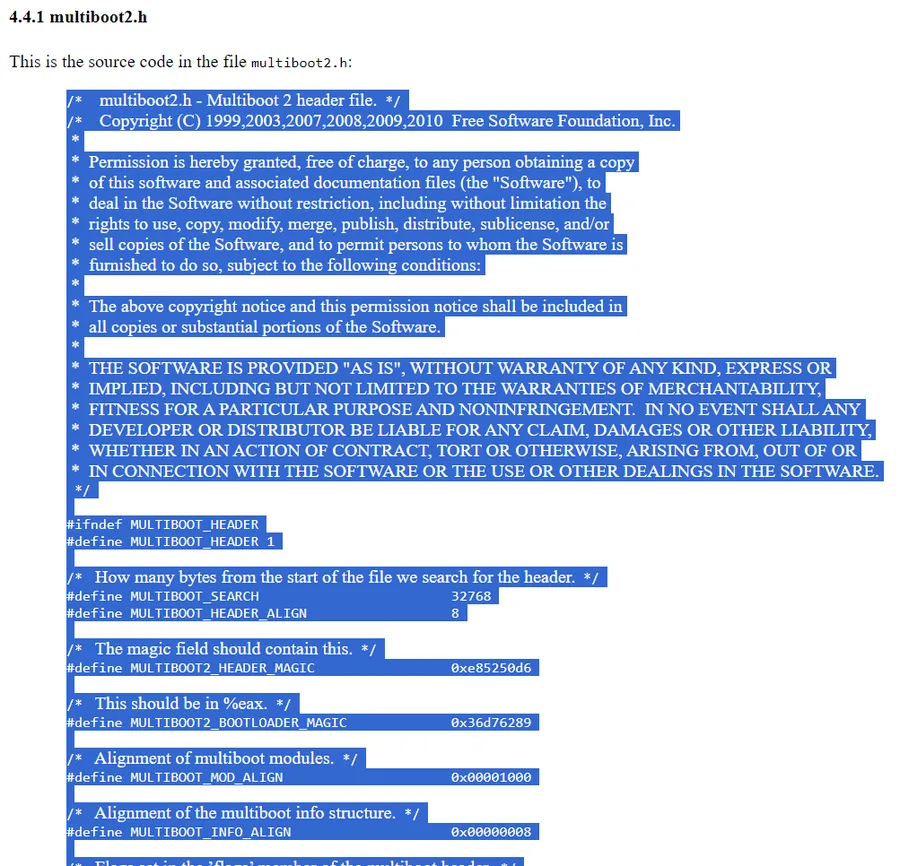 4.4.1 multiboot2.h
This is the source code in the file multiboot2.h:
/*   multiboot2.h - Multiboot 2 header file.  */
/*   Copyright (C) 1999,2003,2007,2008,2009,2010  Free Software Foundation, Inc.
 *
 *  Permission is hereby granted, free of charge, to any person obtaining a copy
 *  of this software and associated documentation files (the "Software"), to
 *  deal in the Software without restriction, including without limitation the
 *  rights to use, copy, modify, merge, publish, distribute, sublicense, and/or
 *  sell copies of the Software, and to permit persons to whom the Software is
 *  furnished to do so, subject to the following conditions:
 *
 *  The above copyright notice and this permission notice shall be included in
 *  all copies or substantial portions of the Software.
 *
 *  THE SOFTWARE IS PROVIDED "AS IS", WITHOUT WARRANTY OF ANY KIND, EXPRESS OR
 *  IMPLIED, INCLUDING BUT NOT LIMITED TO THE WARRANTIES OF MERCHANTABILITY,
 *  FITNESS FOR A PARTICULAR PURPOSE AND NONINFRINGEMENT.  IN NO EVENT SHALL ANY
 *  DEVELOPER OR DISTRIBUTOR BE LIABLE FOR ANY CLAIM, DAMAGES OR OTHER LIABILITY,
 *  WHETHER IN AN ACTION OF CONTRACT, TORT OR OTHERWISE, ARISING FROM, OUT OF OR
 *  IN CONNECTION WITH THE SOFTWARE OR THE USE OR OTHER DEALINGS IN THE SOFTWARE.
 */
#ifndef MULTIBOOT_HEADER
#define MULTIBOOT_HEADER 1
/*  How many bytes from the start of the file we search for the header.  */
#define MULTIBOOT_SEARCH                        32768
#define MULTIBOOT_HEADER_ALIGN                  8
/*  The magic field should contain this.  */
#define MULTIBOOT2_HEADER_MAGIC                 0xe85250d6
/*  This should be in %eax.  */
#define MULTIBOOT2_BOOTLOADER_MAGIC             0x36d76289
/*  Alignment of multiboot modules.  */
#define MULTIBOOT_MOD_ALIGN                     0x00001000
/*  Alignment of the multiboot info structure.  */
#define MULTIBOOT_INFO_ALIGN                    0x00000008
/*  Flags set in the 'flags' member of the multiboot header.  */